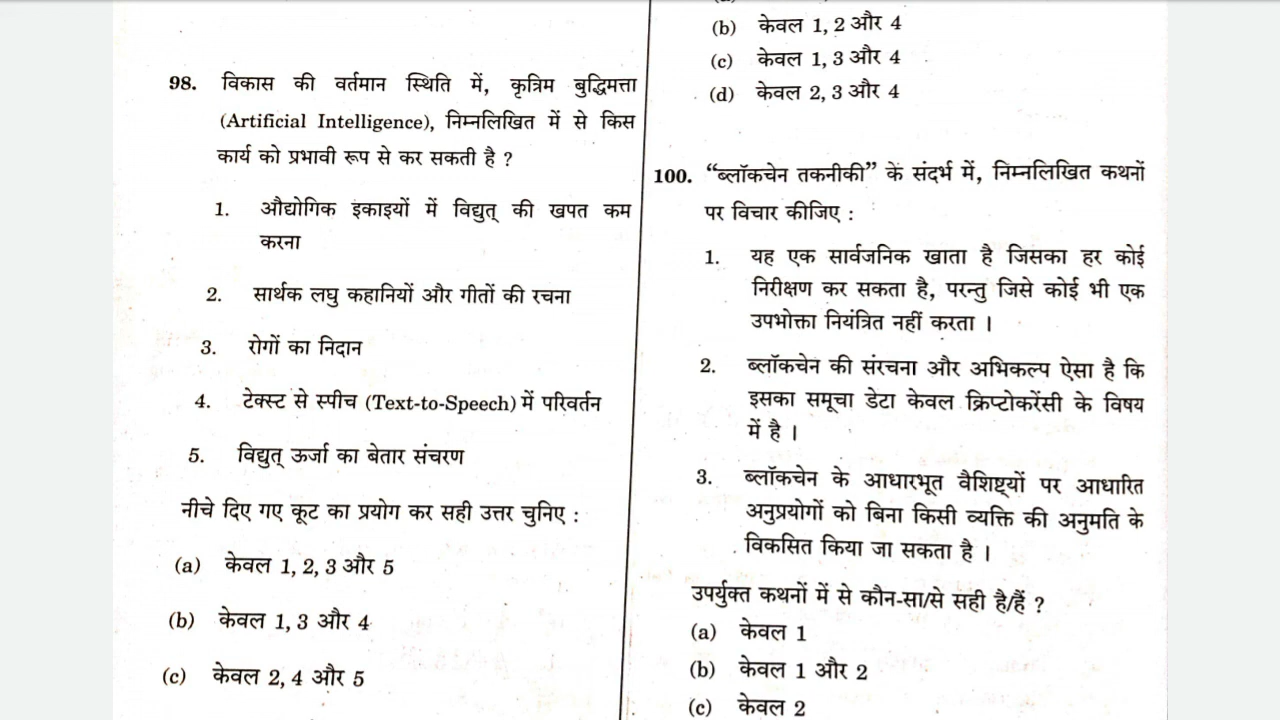 98. विकास की वर्तमान स्थिति में, कृत्रिम बुद्धिमत्ता
(Artificial Intelligence), निम्नलिखित में से किस
कार्य को प्रभावी रूप से कर सकती है ?
1. औद्योगिक इकाइयों में विद्युत् की खपत कम
करना
2. सार्थक लघु कहानियों और गीतों की रचना
3. रोगों का निदान
4. टेक्स्ट से स्पीच (Text-to-Speech) में परिवर्तन
5. विद्युत् ऊर्जा का बेतार संचरण
नीचे दिए गए कूट का प्रयोग कर सही उत्तर चुनिए :
(a) केवल 1, 2, 3 और 5
(b) केवल 1, 3 और 4
(c) केवल 2, 4 और 5
(b) केवल 1, 2 और 4
(c) केवल 1, 3 और 4
(d) केवल 2, 3 और 4
100. “ब्लॉकचेन तकनीकी” के संदर्भ में, निम्नलिखित कथनों
पर विचार कीजिए :
1. यह एक सार्वजनिक खाता है जिसका हर कोई
निरीक्षण कर सकता है, परन्तु जिसे कोई भी एक
उपभोक्ता नियंत्रित नहीं करता ।
2. ब्लॉकचेन की संरचना और अभिकल्प ऐसा है कि
इसका समूचा डेटा केवल क्रिप्टोकरेंसी के विषय
में है ।
3. ब्लॉकचेन के आधारभूत वैशिष्ट्यों पर आधारित
अनुप्रयोगों को बिना किसी व्यक्ति की अनुमति के
विकसित किया जा सकता है ।
उपर्युक्त कथनों में से कौन-सा/से सही है/हैं ?
(a) केवल 1
(b) केवल 1 और 2
(c) केवल 2